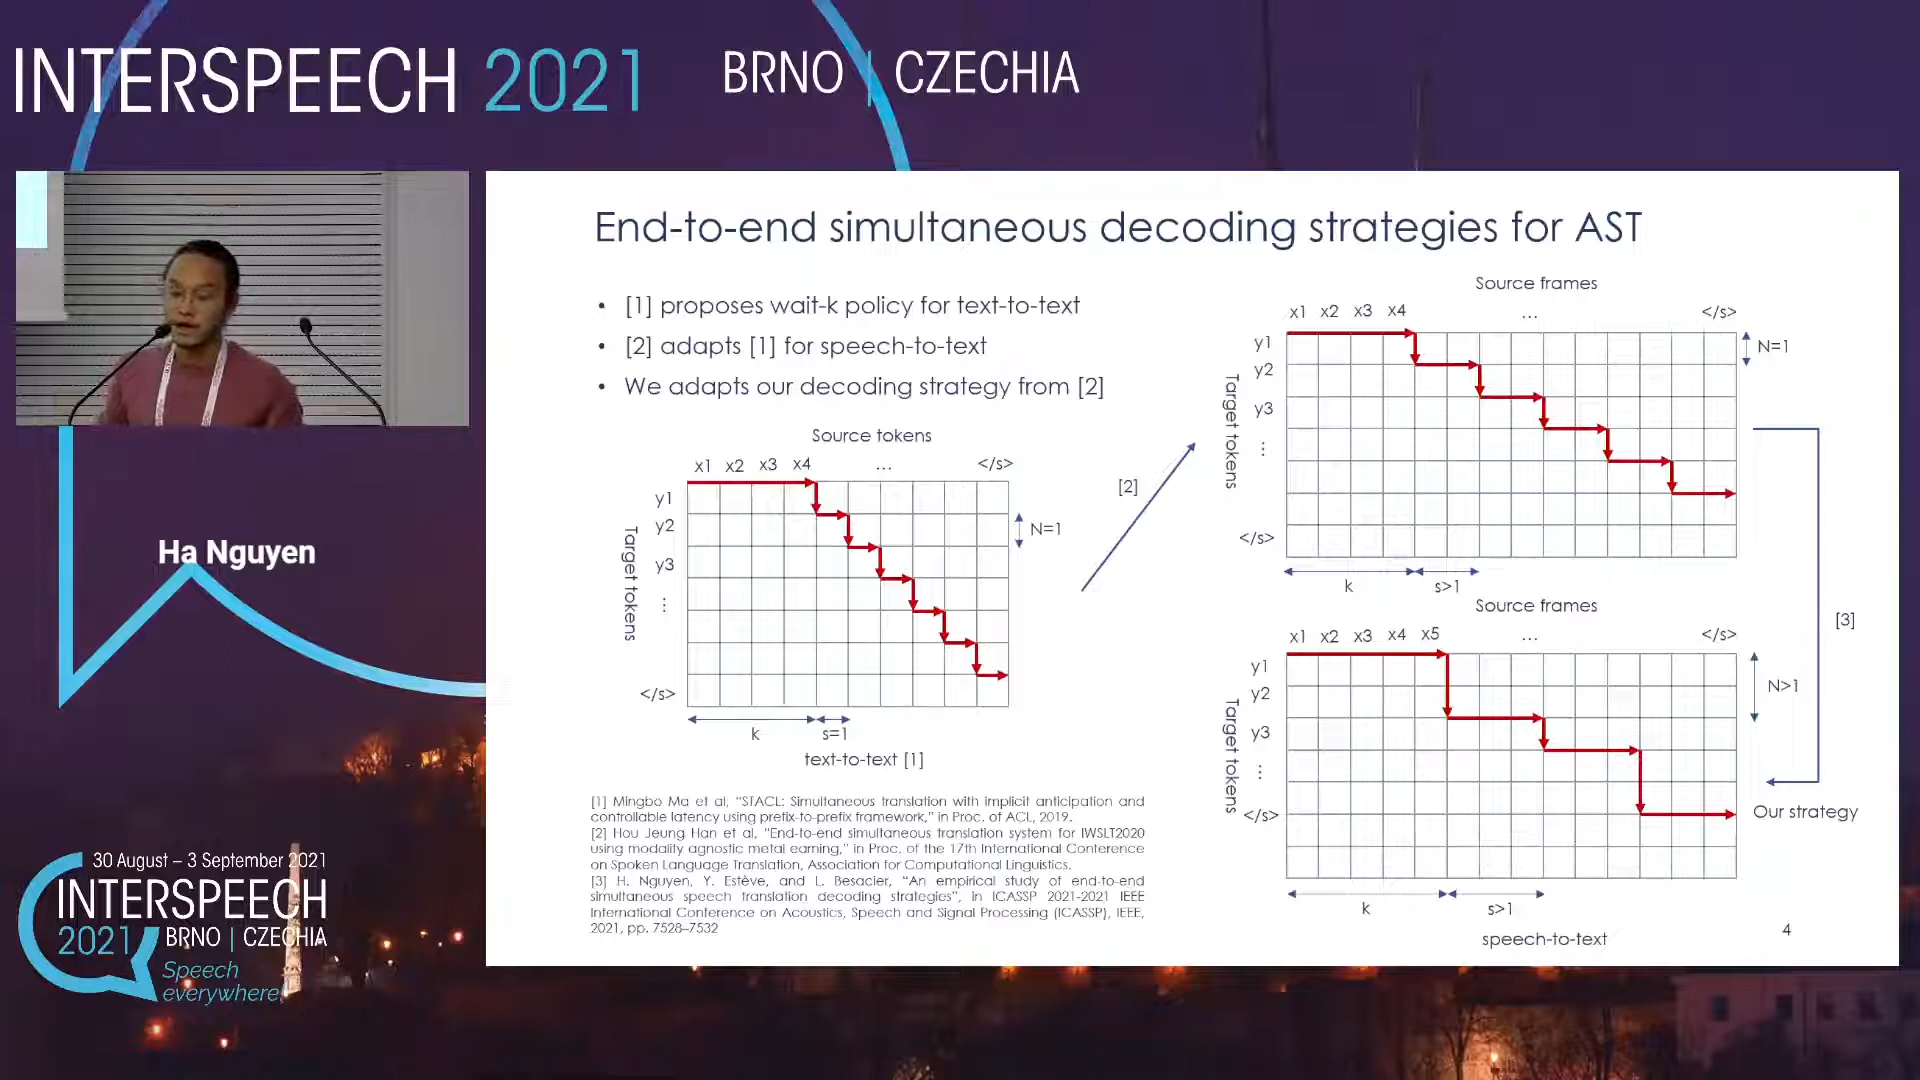 INTERSPEECH 2021
BRNO | CZECHIA
End-to-end simultaneous decoding strategies for AST
• [1] proposes wait-k policy for text-to-text
• [2] adapts [1] for speech-to-text
• We adapts our decoding strategy from [2]
Source tokens
x1 x2 x3 x4 ... </s>
y1
y2
y3
⋮
</s>
Target tokens
N=1
k
s=1
text-to-text [1]
[2]
Source frames
x1 x2 x3 x4 ... </s>
y1
y2
y3
⋮
</s>
Target tokens
N=1
k
s>1
Source frames
x1 x2 x3 x4 x5 ... </s>
y1
y2
y3
⋮
</s>
Target tokens
N>1
[3]
Our strategy
k
s>1
speech-to-text
[1] Mingbo Ma et al, “STACL: Simultaneous translation with implicit anticipation and
controllable latency using prefix-to-prefix framework,” in Proc. of ACL, 2019.
[2] Hou Jeung Han et al, “End-to-end simultaneous translation system for IWSLT2020
using modality agnostic metal earning,” in Proc. of the 17th International Conference
on Spoken Language Translation, Association for Computational Linguistics.
[3] H. Nguyen, Y. Estève, and L. Besacier, “An empirical study of end-to-end
simultaneous speech translation decoding strategies”, in ICASSP 2021-2021 IEEE
International Conference on Acoustics, Speech and Signal Processing (ICASSP), IEEE,
2021, pp. 7528–7532
4
Ha Nguyen
30 August – 3 September 2021
INTERSPEECH
2021 BRNO | CZECHIA
Speech
everywhere!